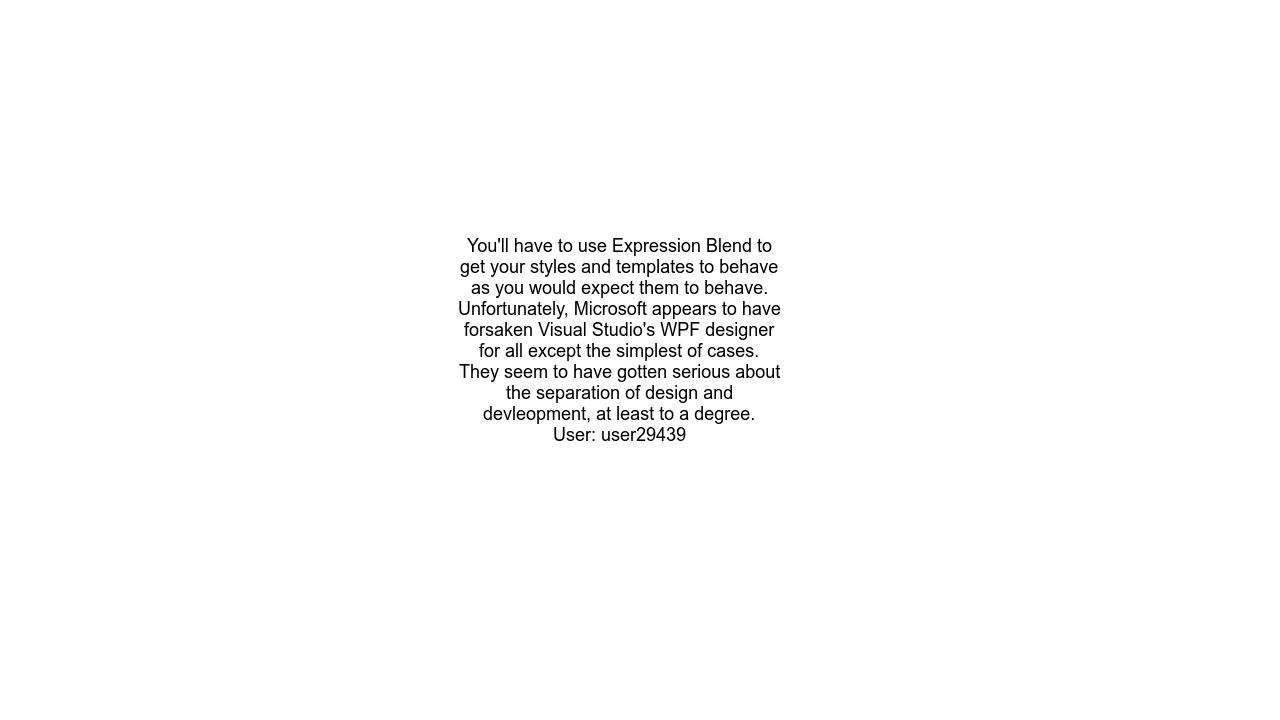 You'll have to use Expression Blend to
get your styles and templates to behave
as you would expect them to behave.
Unfortunately, Microsoft appears to have
forsaken Visual Studio's WPF designer
for all except the simplest of cases.
They seem to have gotten serious about
the separation of design and
devleopment, at least to a degree.
User: user29439